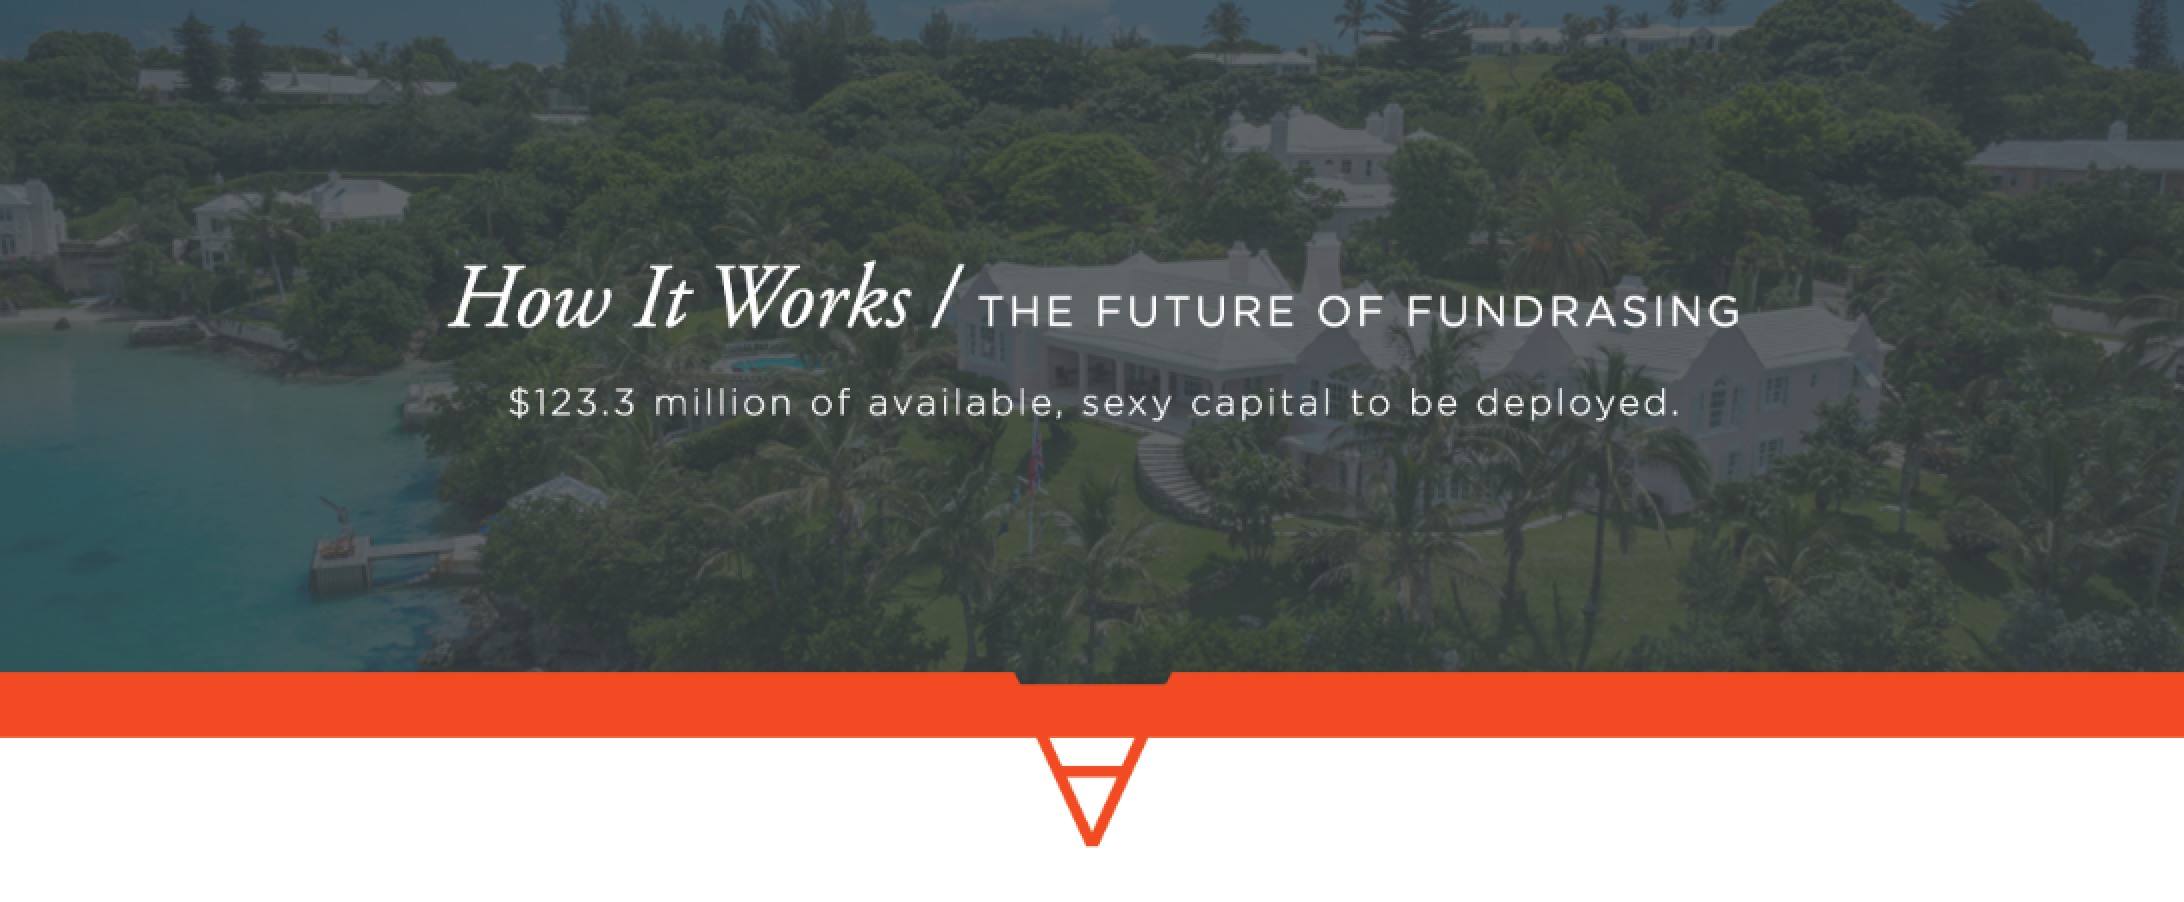 How It Works / THE FUTURE OF FUNDRASING
$123.3 million of available, sexy capital to be deployed.